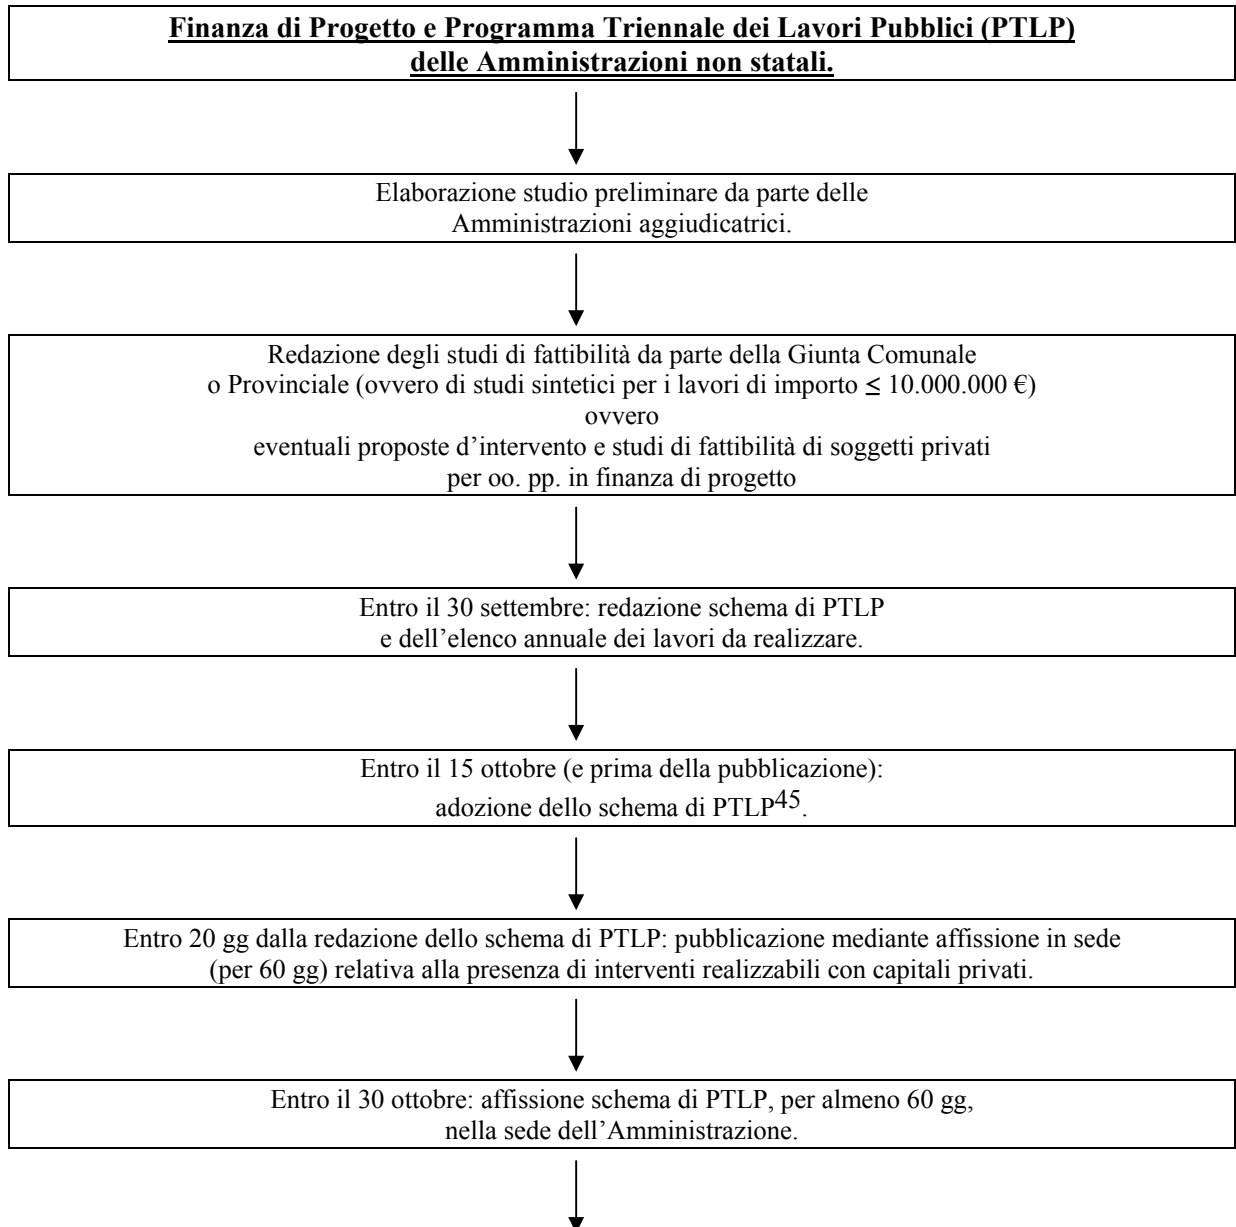 Finanza di Progetto e Programma Triennale dei Lavori Pubblici (PTLP)
delle Amministrazioni non statali.
Elaborazione studio preliminare da parte delle
Amministrazioni aggiudicatrici.
Redazione degli studi di fattibilità da parte della Giunta Comunale
o Provinciale (ovvero di studi sintetici per i lavori di importo ≤ 10.000.000 €)
ovvero
eventuali proposte d’intervento e studi di fattibilità di soggetti privati
per oo. pp. in finanza di progetto
Entro il 30 settembre: redazione schema di PTLP
e dell’elenco annuale dei lavori da realizzare.
Entro il 15 ottobre (e prima della pubblicazione):
adozione dello schema di PTLP45.
Entro 20 gg dalla redazione dello schema di PTLP: pubblicazione mediante affissione in sede
(per 60 gg) relativa alla presenza di interventi realizzabili con capitali privati.
Entro il 30 ottobre: affissione schema di PTLP, per almeno 60 gg,
nella sede dell’Amministrazione.